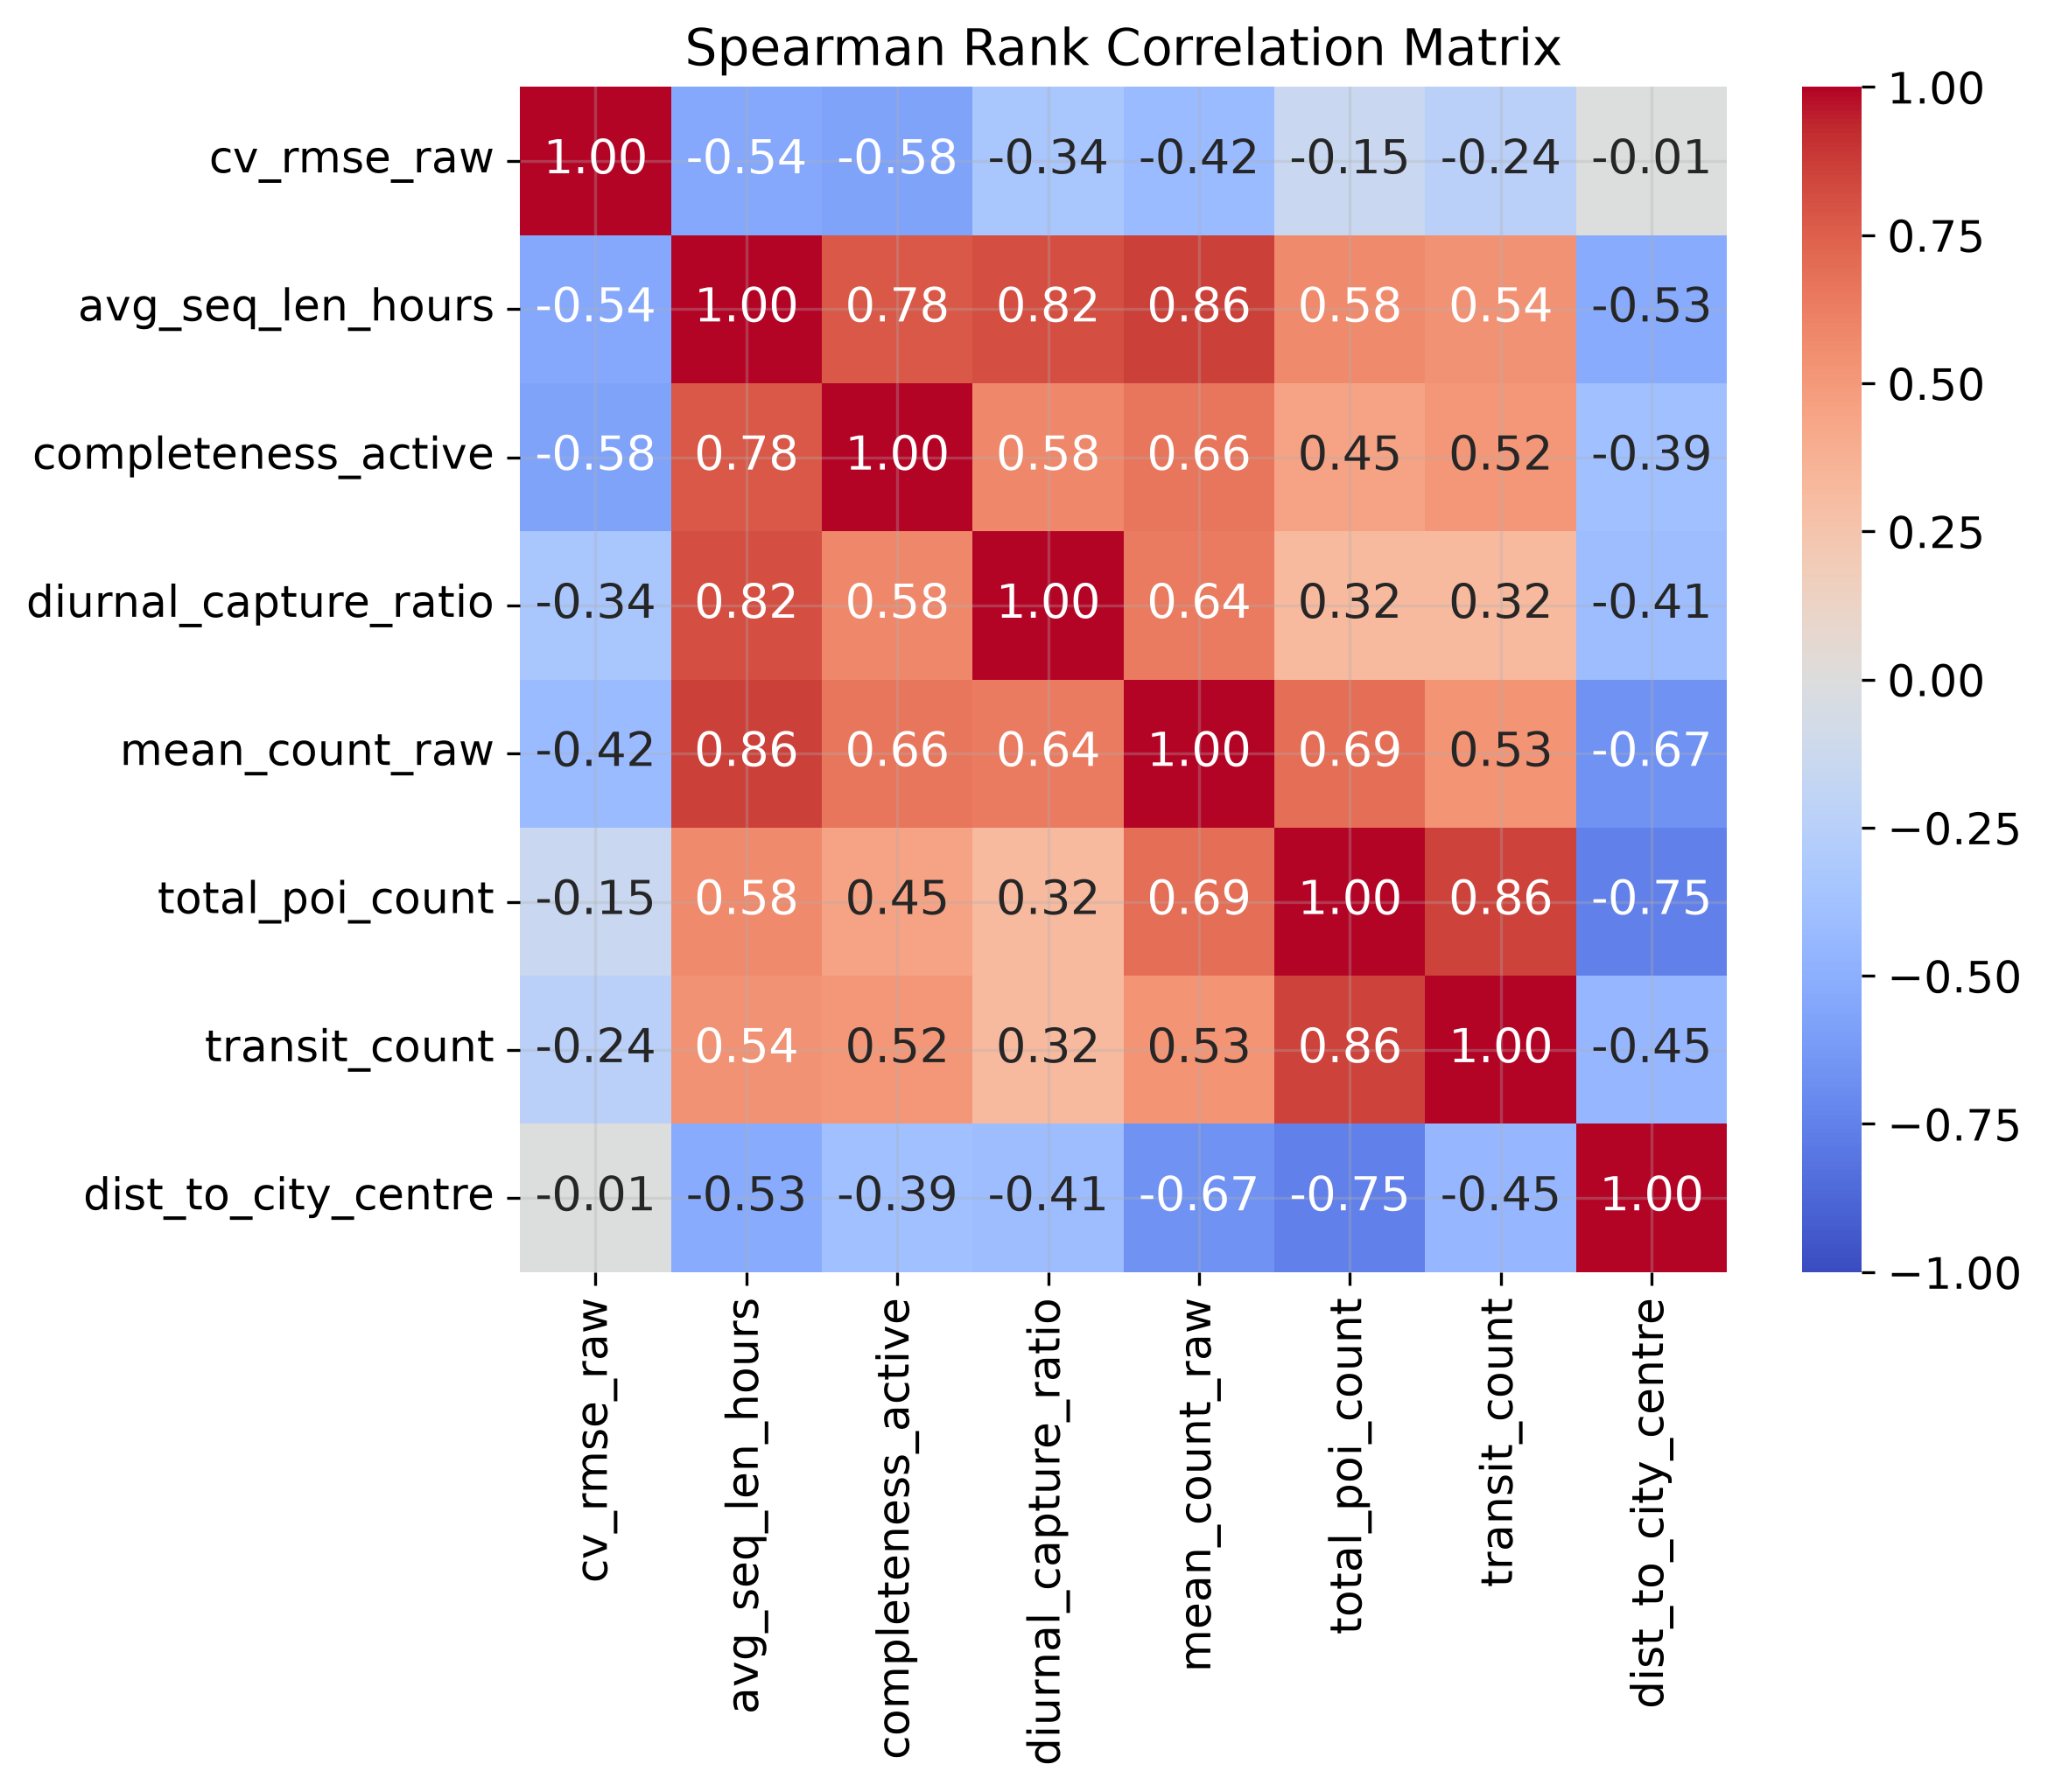 Spearman Rank Correlation Matrix
cv_rmse_raw 1.00 -0.54 -0.58 -0.34 -0.42 -0.15 -0.24 -0.01
avg_seq_len_hours -0.54 1.00 0.78 0.82 0.86 0.58 0.54 -0.53
completeness_active -0.58 0.78 1.00 0.58 0.66 0.45 0.52 -0.39
diurnal_capture_ratio -0.34 0.82 0.58 1.00 0.64 0.32 0.32 -0.41
mean_count_raw -0.42 0.86 0.66 0.64 1.00 0.69 0.53 -0.67
total_poi_count -0.15 0.58 0.45 0.32 0.69 1.00 0.86 -0.75
transit_count -0.24 0.54 0.52 0.32 0.53 0.86 1.00 -0.45
dist_to_city_centre -0.01 -0.53 -0.39 -0.41 -0.67 -0.75 -0.45 1.00
cv_rmse_raw
avg_seq_len_hours
completeness_active
diurnal_capture_ratio
mean_count_raw
total_poi_count
transit_count
dist_to_city_centre
1.00
0.75
0.50
0.25
0.00
−0.25
−0.50
−0.75
−1.00